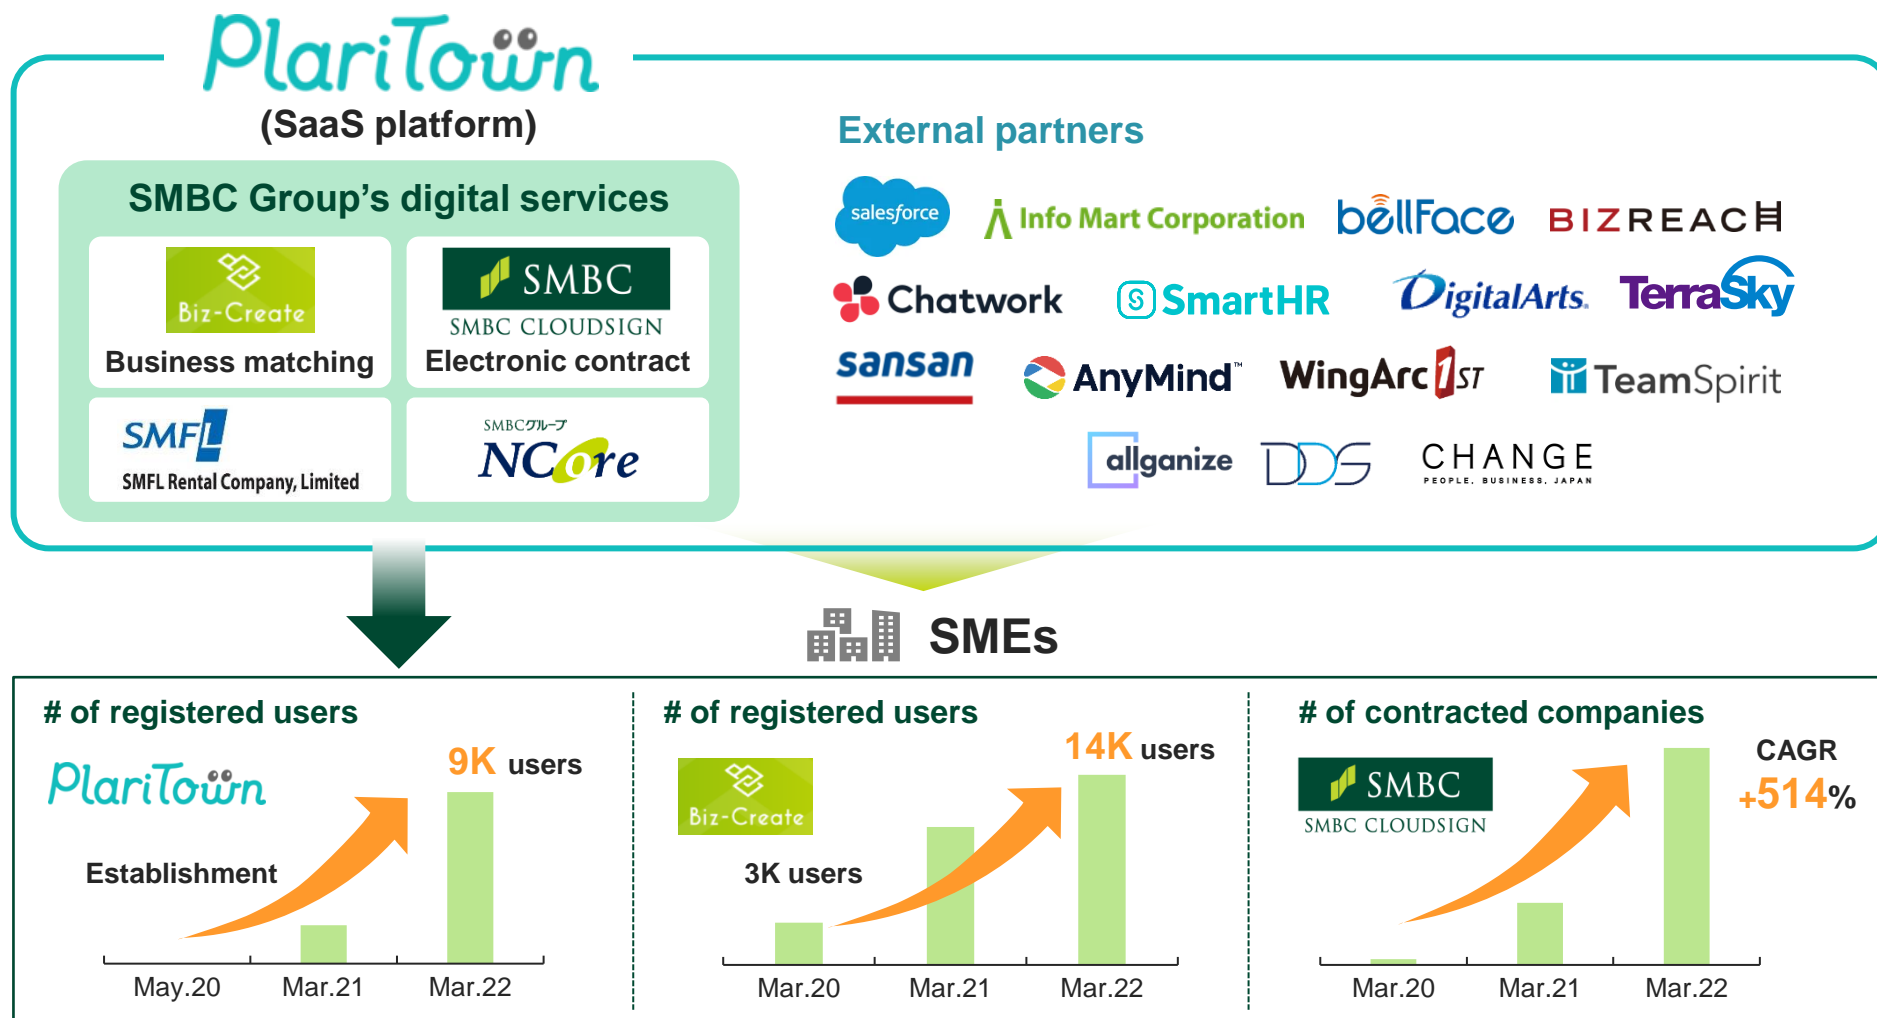 PlariTown
(SaaS platform)
SMBC Group's digital services
Biz-Create
Business matching
SMBC
SMBC CLOUDSIGN
Electronic contract
SMFL
SMFL Rental Company, Limited
SMBCグループ
NCore
External partners
salesforce
Info Mart Corporation
bellFace
BIZREACH
Chatwork
SmartHR
DigitalArts.
TerraSky
sansan
AnyMind™
WingArc1ST
TeamSpirit
allganize
DDS
CHANGE
PEOPLE. BUSINESS. JAPAN
SMEs
# of registered users
PlariTown
9K users
Establishment
May.20 Mar.21 Mar.22
# of registered users
Biz-Create
14K users
3K users
Mar.20 Mar.21 Mar.22
# of contracted companies
SMBC
SMBC CLOUDSIGN
CAGR
+514%
Mar.20 Mar.21 Mar.22